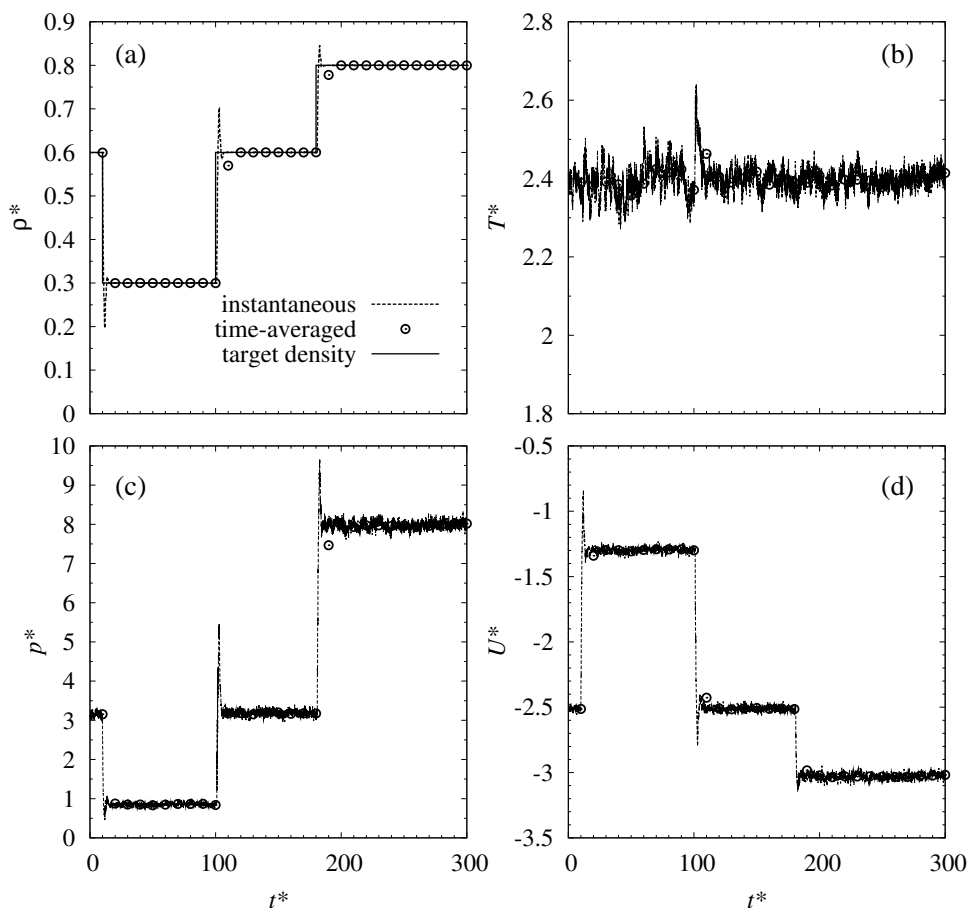 0.9
0.8
0.7
0.6
0.5
0.4
0.3
0.2
0.1
0
ρ*
(a)
instantaneous
time-averaged
target density
2.8
2.6
2.4
2.2
2
1.8
T*
(b)
10
9
8
7
6
5
4
3
2
1
0
p*
(c)
0 100 200 300
t*
-0.5
-1
-1.5
-2
-2.5
-3
-3.5
U*
(d)
0 100 200 300
t*